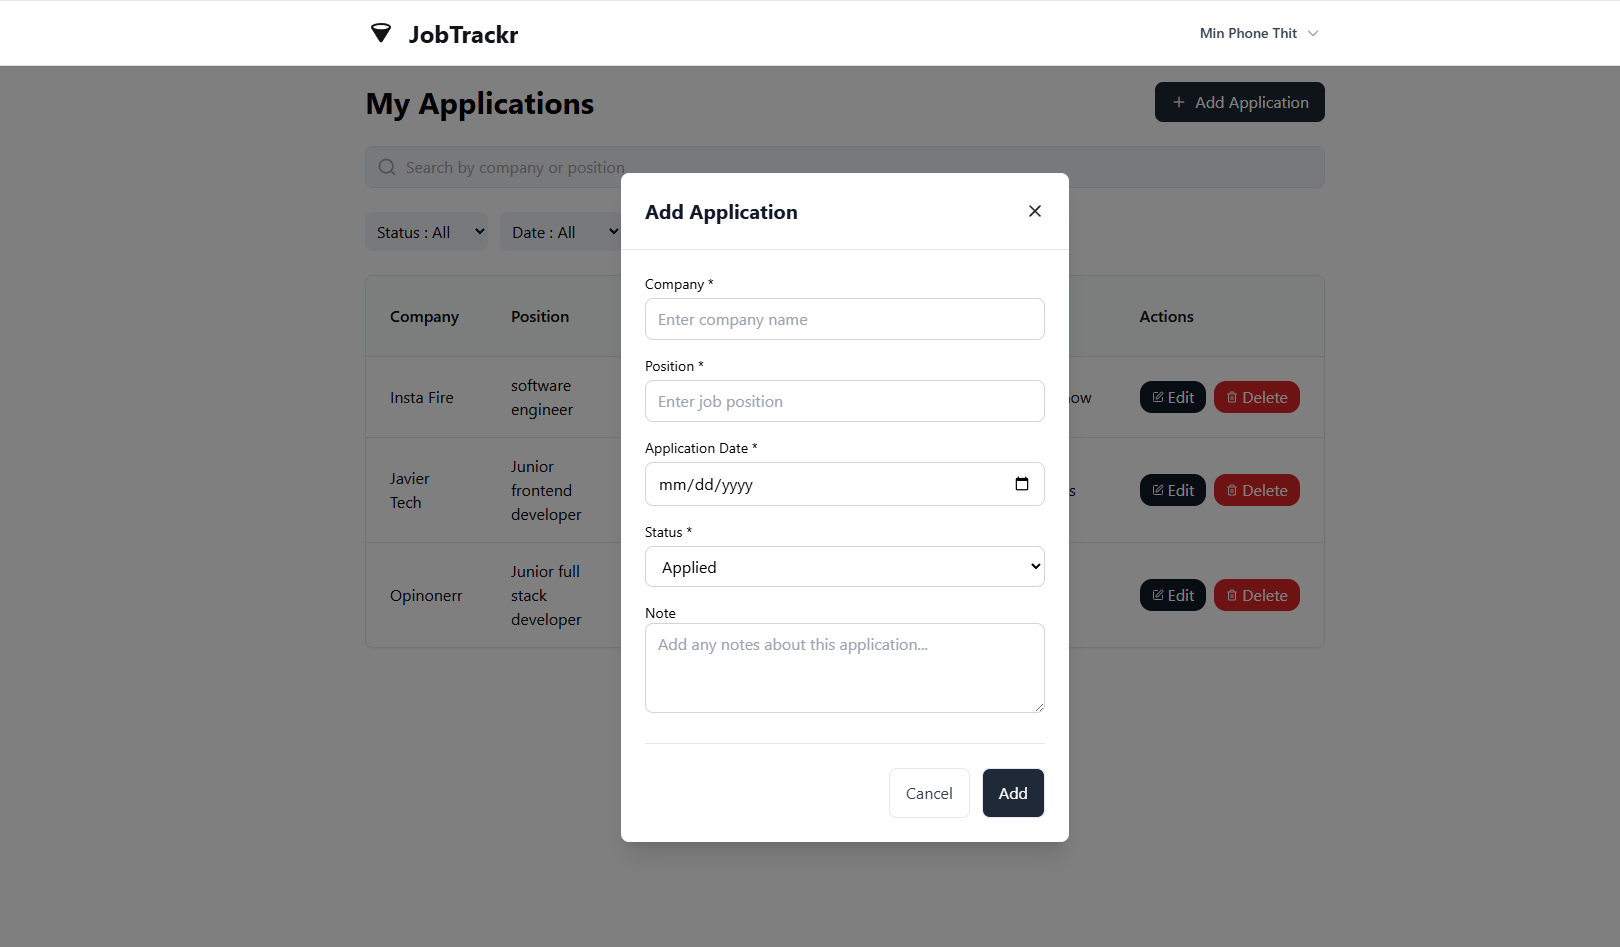 JobTrackr
Min Phone Thit
My Applications
+ Add Application
Search by company or position
Status : All
Date : All
Company
Position
Actions
Insta Fire
software
engineer
Edit
Delete
Javier
Tech
Junior
frontend
developer
Edit
Delete
Opinonerr
Junior full
stack
developer
Edit
Delete
Add Application
Company *
Enter company name
Position *
Enter job position
Application Date *
mm/dd/yyyy
Status *
Applied
Note
Add any notes about this application...
Cancel
Add